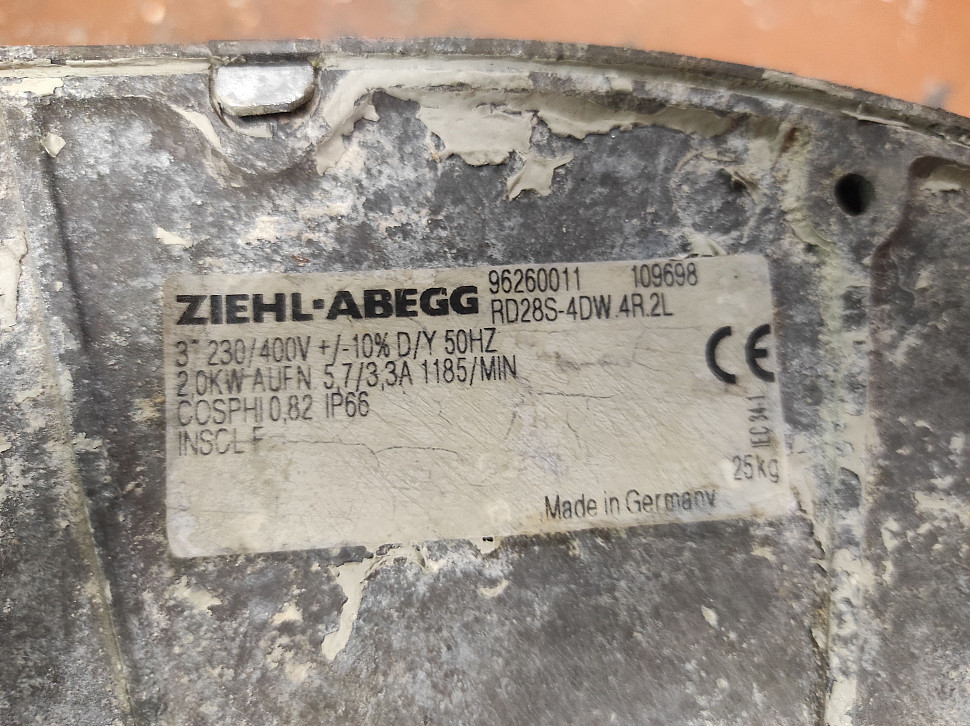 ZIEHL-ABEGG 96260011 109698
RD28S-4DW.4R.2L
3~ 230/400V +/-10% D/Y 50HZ
2,0KW AUFN 5,7/3,3A 1185/MIN
COSPHI 0,82 IP66
INSCL F
CE
IEC 34-1
25kg
Made in Germany